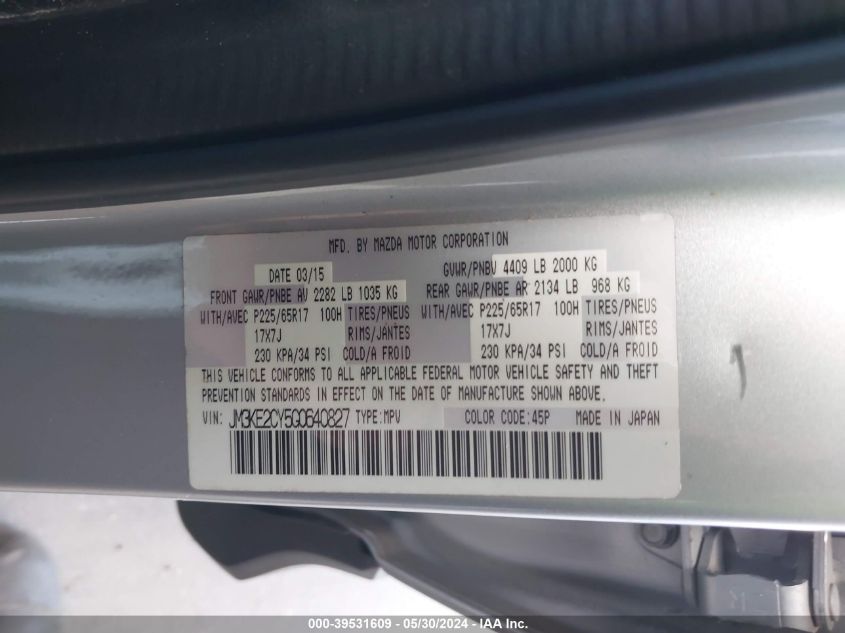 MFD. BY MAZDA MOTOR CORPORATION
DATE 03/15 GVWR/PNBV 4409 LB 2000 KG
FRONT GAWR/PNBE AV 2282 LB 1035 KG REAR GAWR/PNBE AR 2134 LB 968 KG
WITH/AVEC P225/65R17 100H TIRES/PNEUS WITH/AVEC P225/65R17 100H TIRES/PNEUS
17X7J RIMS/JANTES 17X7J RIMS/JANTES
230 KPA/34 PSI COLD/A FROID 230 KPA/34 PSI COLD/A FROID
THIS VEHICLE CONFORMS TO ALL APPLICABLE FEDERAL MOTOR VEHICLE SAFETY AND THEFT
PREVENTION STANDARDS IN EFFECT ON THE DATE OF MANUFACTURE SHOWN ABOVE.
VIN: JM3KE2CY5G0640827 TYPE:MPV COLOR CODE:45P MADE IN JAPAN
000-39531609 - 05/30/2024 - IAA Inc.